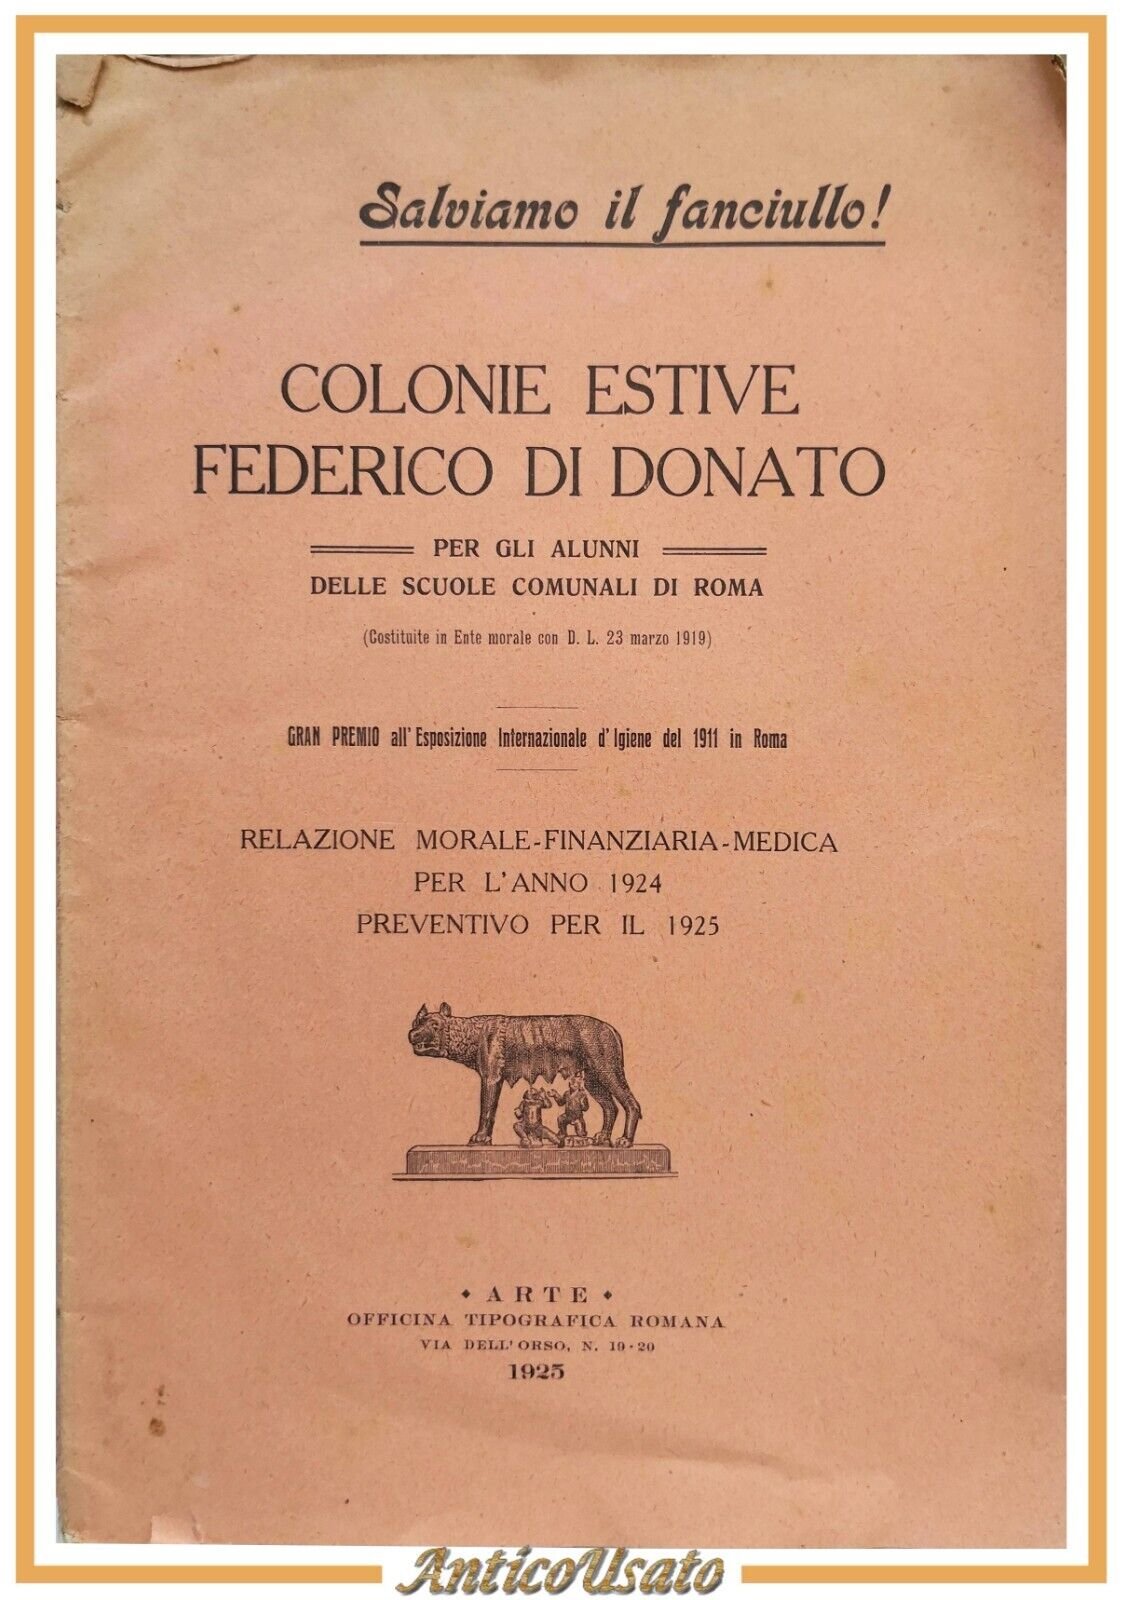 Salviamo il fanciullo!
COLONIE ESTIVE
FEDERICO DI DONATO
PER GLI ALUNNI
DELLE SCUOLE COMUNALI DI ROMA
(Costituite in Ente morale con D. L. 23 marzo 1919)
GRAN PREMIO all' Esposizione Internazionale d' Igiene del 1911 in Roma
RELAZIONE MORALE-FINANZIARIA-MEDICA
PER L'ANNO 1924
PREVENTIVO PER IL 1925
ARTE
OFFICINA TIPOGRAFICA ROMANA
VIA DELL'ORSO, N. 19-20
1925
AnticoUsato